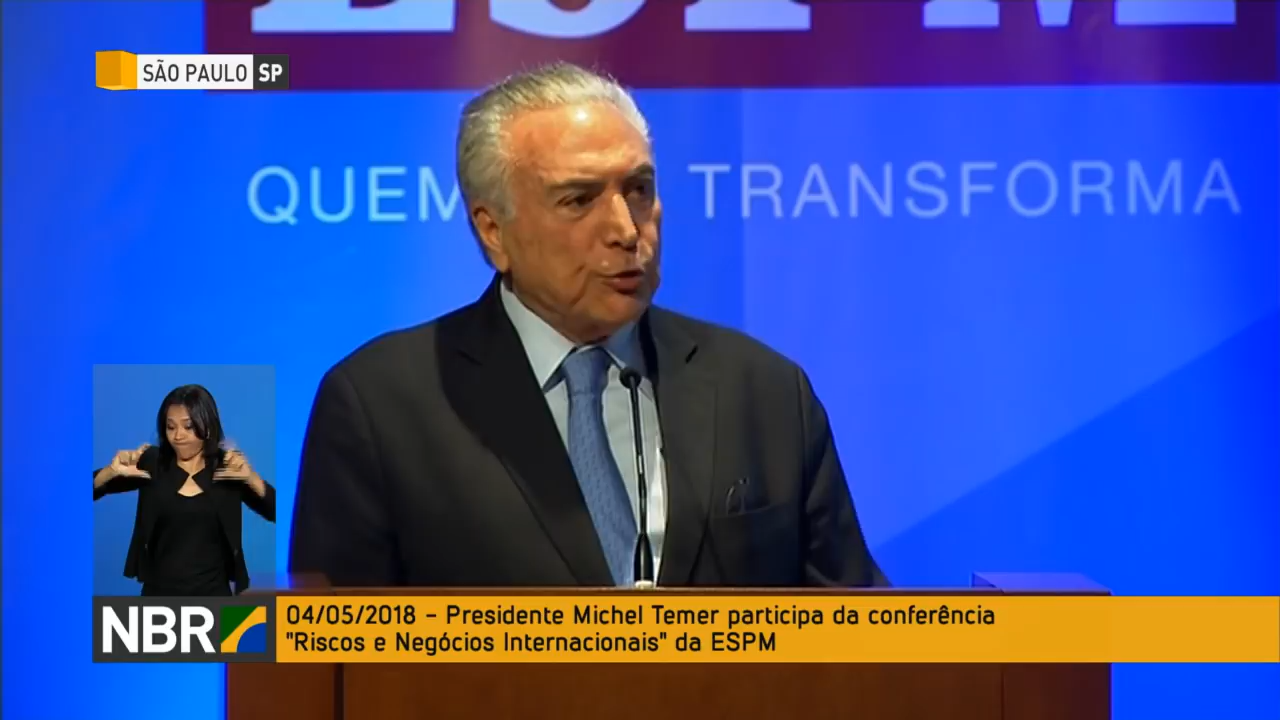 ESPM
SÃO PAULO SP
QUEM TRANSFORMA
NBR
04/05/2018 - Presidente Michel Temer participa da conferência
"Riscos e Negócios Internacionais" da ESPM